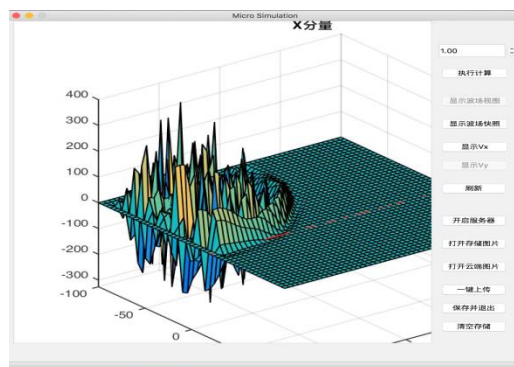 Micro Simulation
X分量
400
300
200
100
0
-100
-200
-300
-100
-50
0
1.00
执行计算
显示波场视图
显示波场快照
显示Vx
显示Vy
刷新
开启服务器
打开存储图片
打开云端图片
一键上传
保存并退出
清空存储